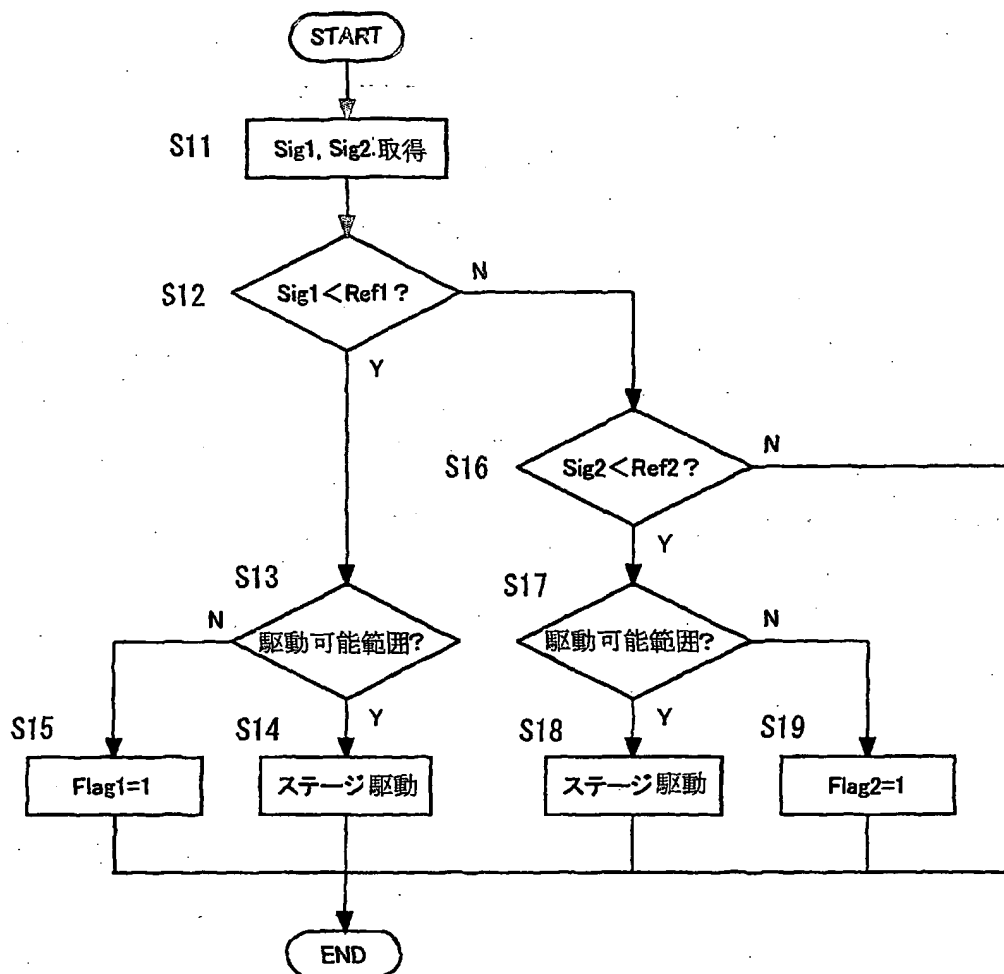 START
S11
Sig1, Sig2.取得
S12
Sig1<Ref1?
N
Y
S16
Sig2<Ref2?
N
Y
S13
N
駆動可能範囲?
Y
S17
駆動可能範囲?
N
Y
S15
Flag1=1
S14
ステージ駆動
S18
ステージ駆動
S19
Flag2=1
END